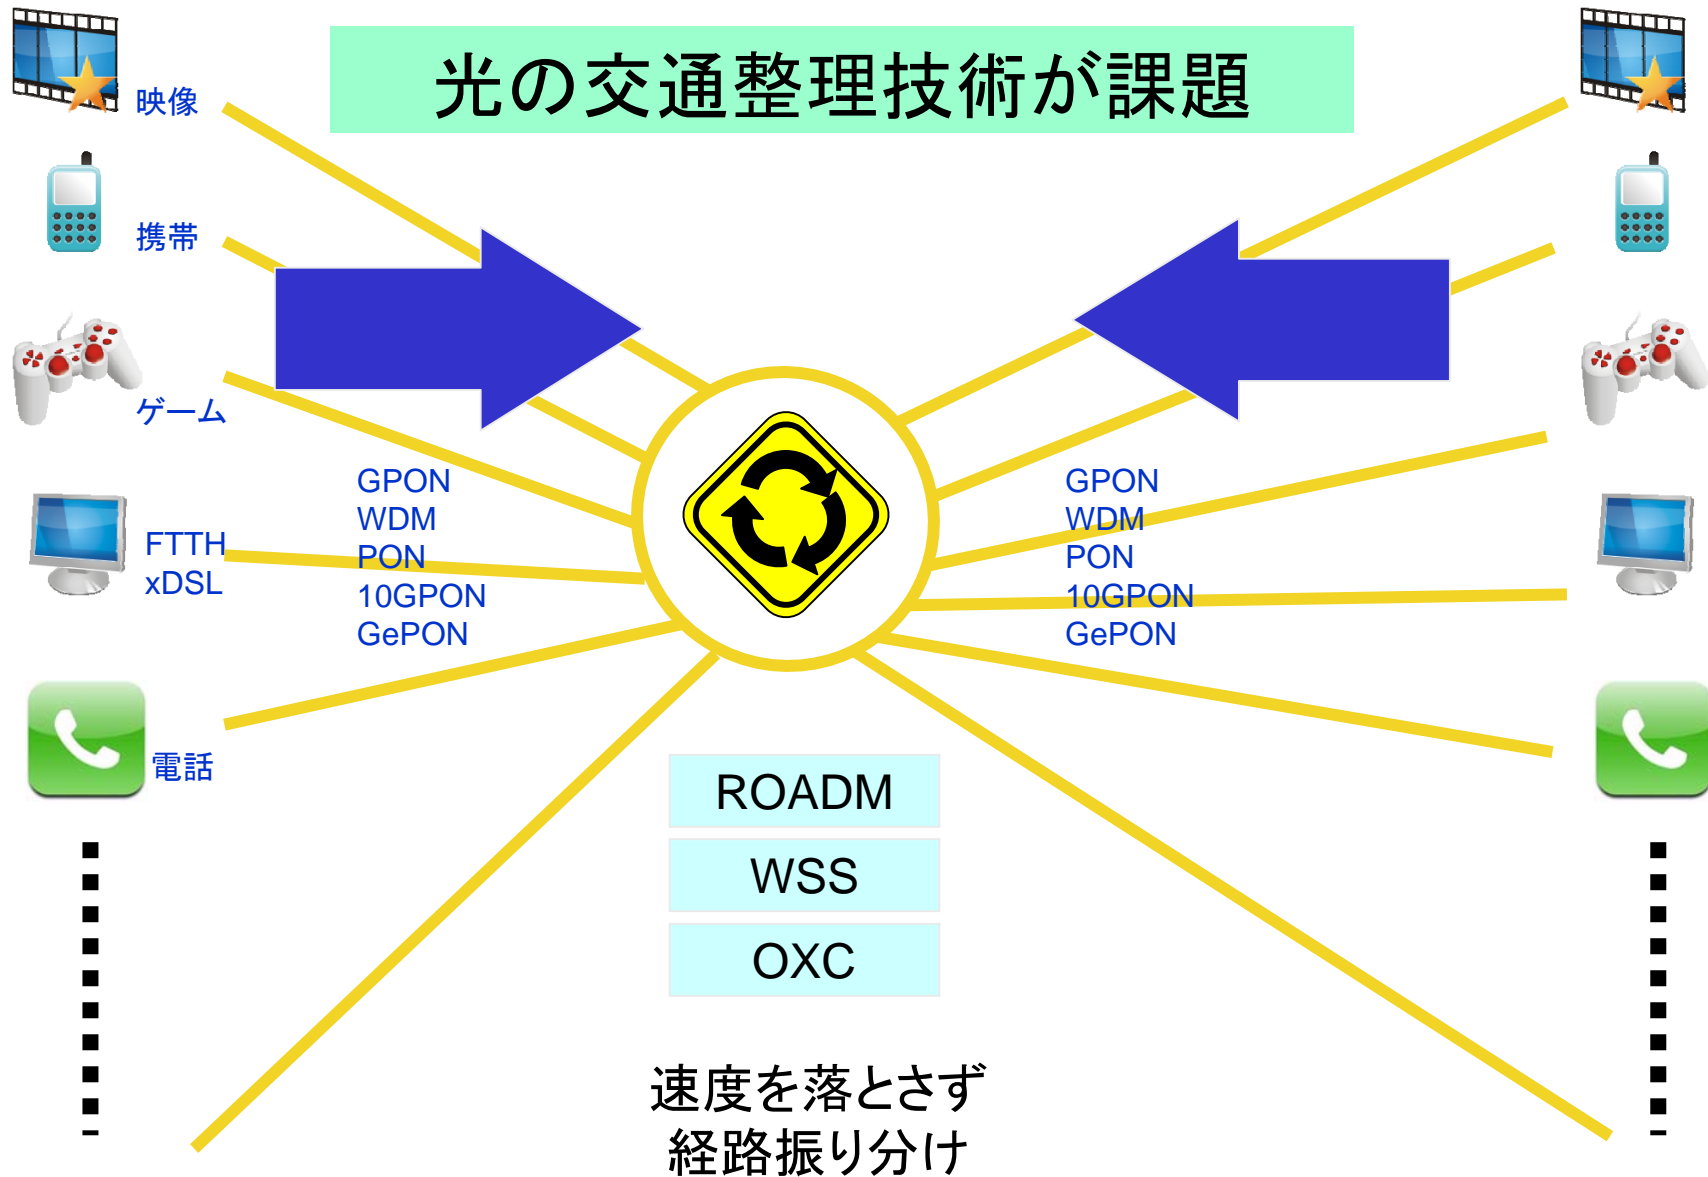 光の交通整理技術が課題
映像
携帯
ゲーム
FTTH
xDSL
電話
GPON
WDM
PON
10GPON
GePON
GPON
WDM
PON
10GPON
GePON
ROADM
WSS
OXC
速度を落とさず
経路振り分け